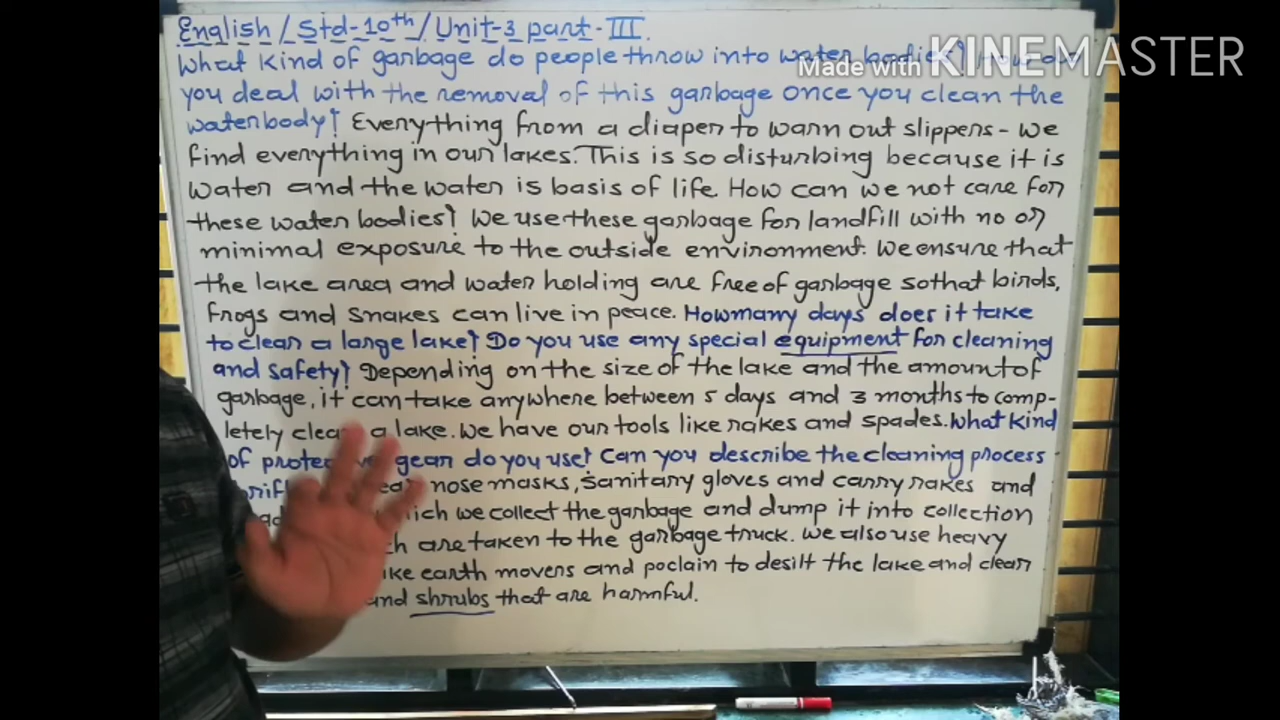 English / Std-10th / Unit-3 part-III
Made with KINEMASTER
What kind of garbage do people throw into water bodies? How do
you deal with the removal of this garbage once you clean the
waterbody? Everything from a diaper to warn out slippers - we
find everything in our lakes. This is so disturbing because it is
water and the water is basis of life. How can we not care for
these water bodies? We use these garbage for landfill with no or
minimal exposure to the outside environment. We ensure that
the lake area and water holding are free of garbage sothat birds,
frogs and snakes can live in peace. Howmany days does it take
to clear a large lake? Do you use any special equipment for cleaning
and safety? Depending on the size of the lake and the amount of
garbage, it can take anywhere between 5 days and 3 months to comp-
letely clean a lake. We have our tools like rakes and spades. What kind
of protective gear do you use? Can you describe the cleaning process
nose masks, sanitary gloves and carry rakes and
which we collect the garbage and dump it into collection
are taken to the garbage truck. We also use heavy
like earth movers and poclain to desilt the lake and clear
and shrubs that are harmful.